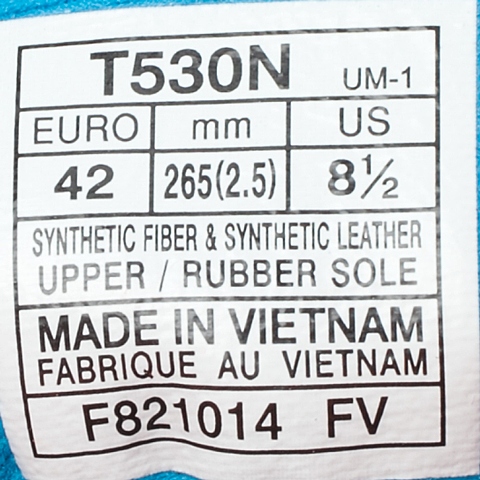 T530N UM-1
EURO mm US
42 265(2.5) 8½
SYNTHETIC FIBER & SYNTHETIC LEATHER
UPPER / RUBBER SOLE
MADE IN VIETNAM
FABRIQUE AU VIETNAM
F821014 FV